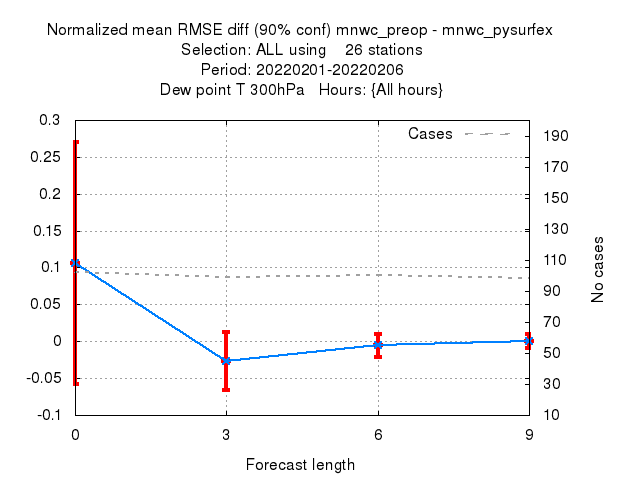 Normalized mean RMSE diff (90% conf) mnwc_preop - mnwc_pysurfex
Selection: ALL using 26 stations
Period: 20220201-20220206
Dew point T 300hPa Hours: {All hours}
Cases
0.3
0.25
0.2
0.15
0.1
0.05
0
-0.05
-0.1
190
170
150
130
110
90
70
50
30
10
No cases
0 3 6 9
Forecast length